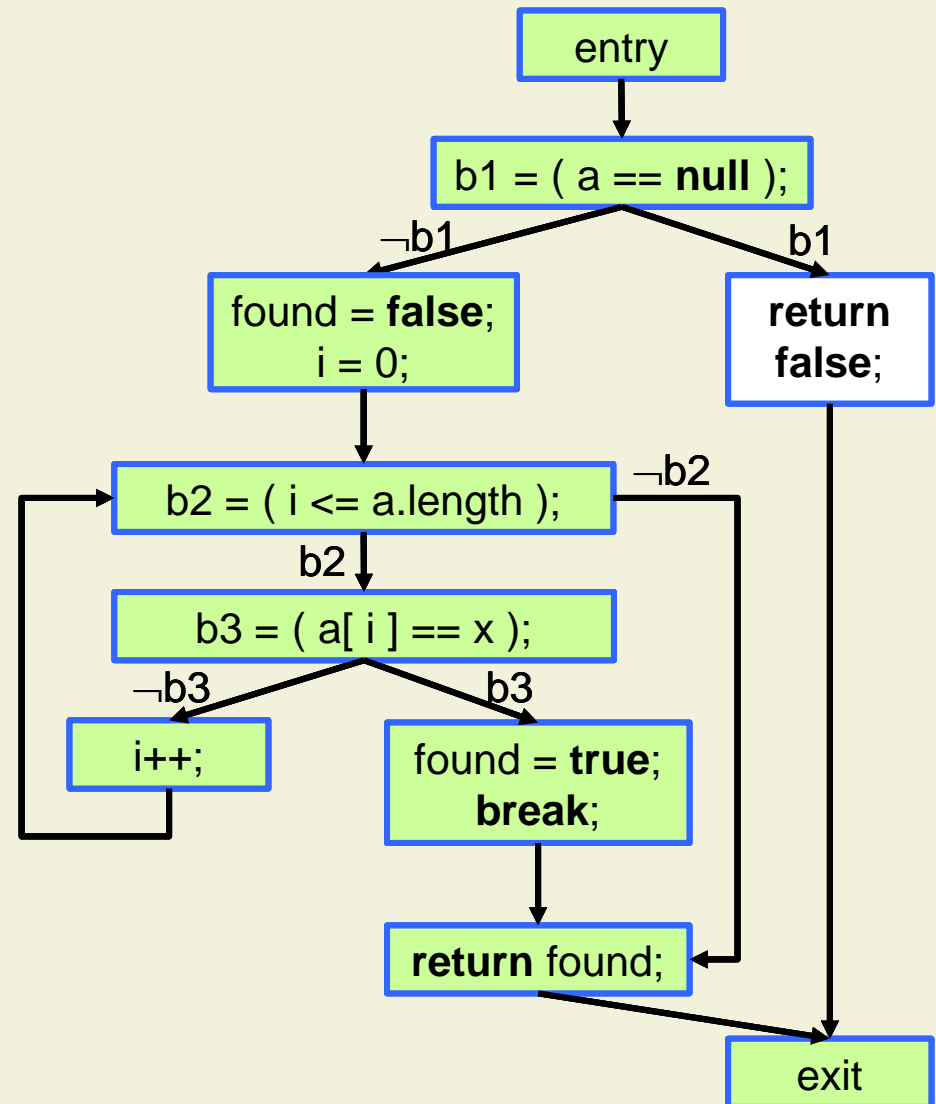 entry
b1 = ( a == null );
¬b1
b1
found = false;
i = 0;
return
false;
b2 = ( i <= a.length );
¬b2
b2
b3 = ( a[ i ] == x );
¬b3
b3
i++;
found = true;
break;
return found;
exit